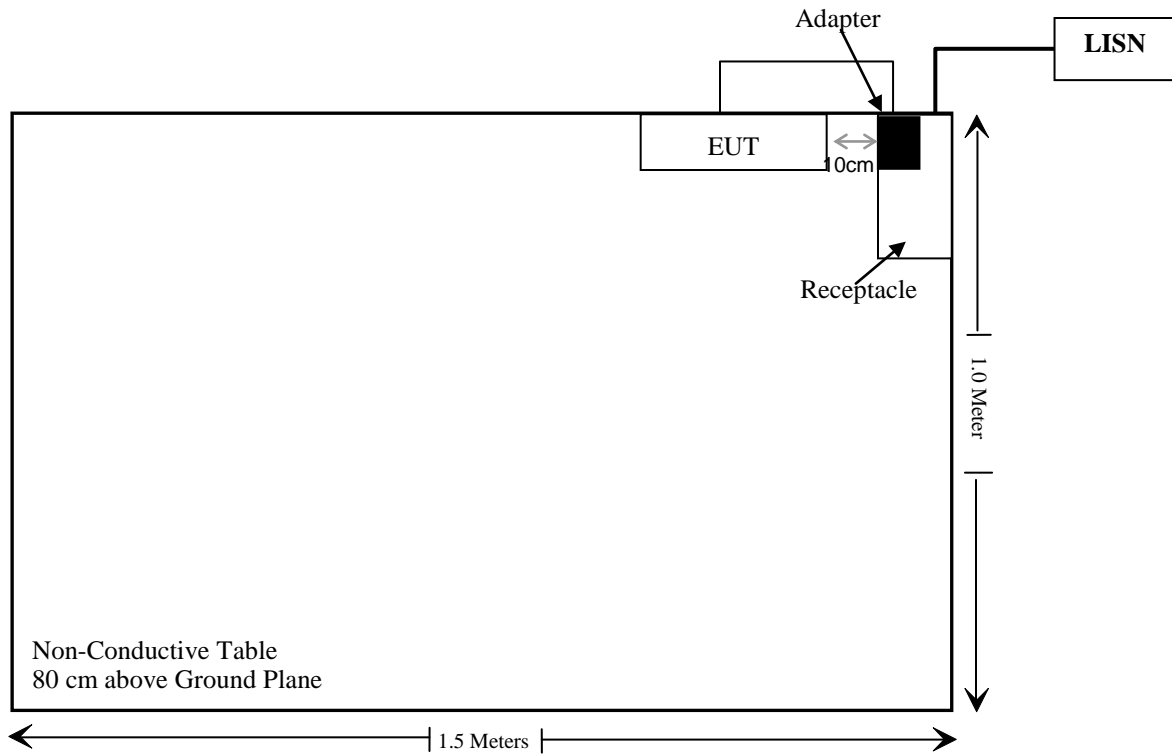 Adapter
LISN
EUT
10cm
Receptacle
1.0 Meter
Non-Conductive Table
80 cm above Ground Plane
1.5 Meters